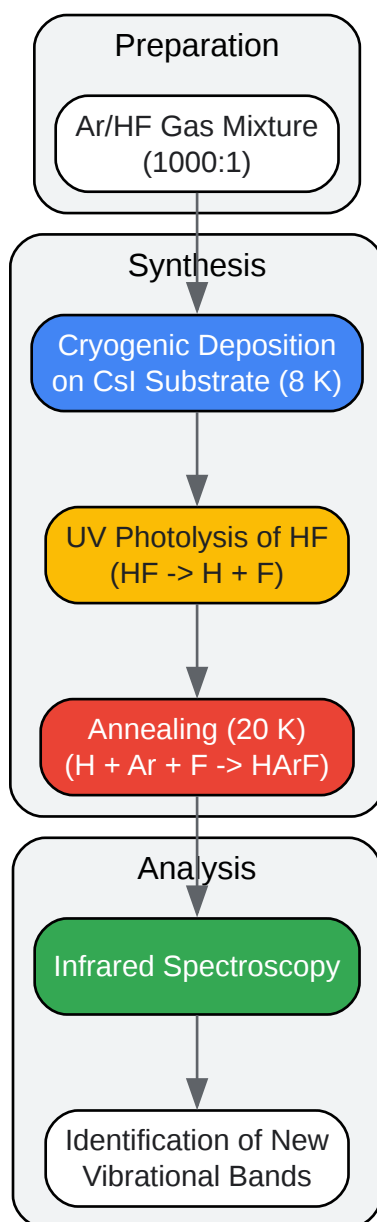 Preparation
Ar/HF Gas Mixture
(1000:1)
Synthesis
Cryogenic Deposition
on CsI Substrate (8 K)
UV Photolysis of HF
(HF -> H + F)
Annealing (20 K)
(H + Ar + F -> HArF)
Analysis
Infrared Spectroscopy
Identification of New
Vibrational Bands